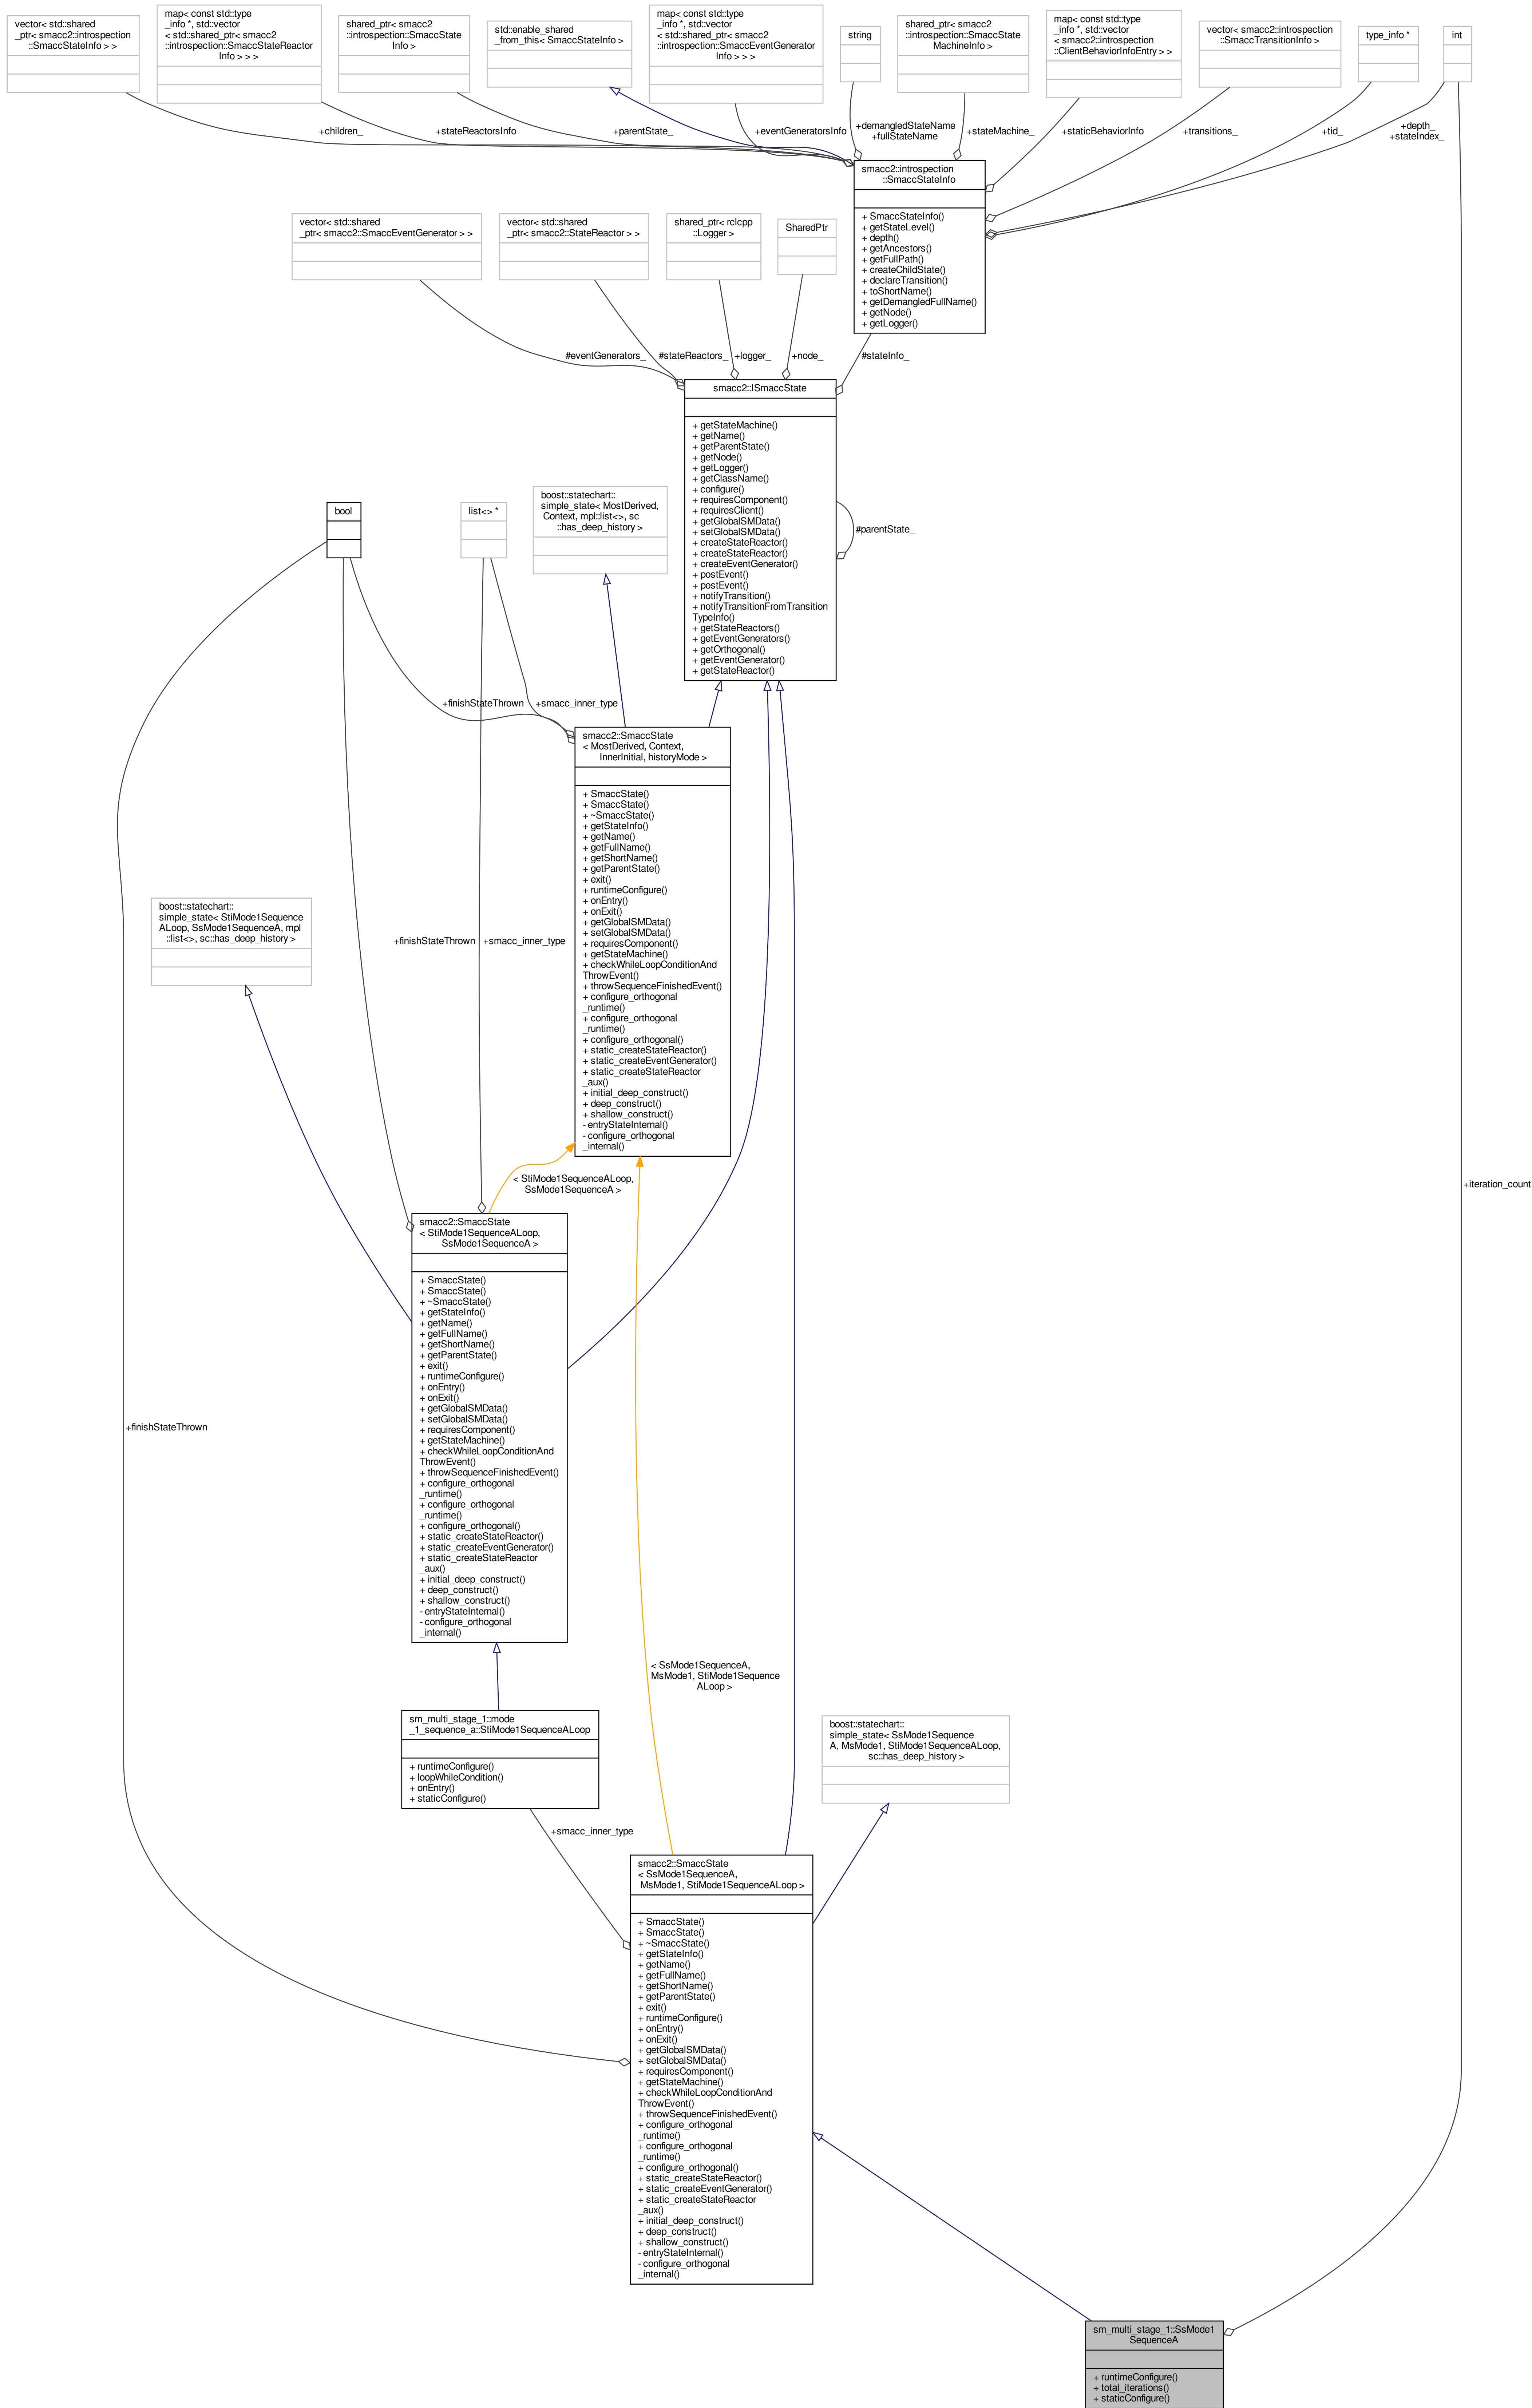 vector< std::shared
_ptr< smacc2::introspection
::SmaccStateInfo > >
map< const std::type
_info *, std::vector
< std::shared_ptr< smacc2
::introspection::SmaccStateReactor
Info > > >
shared_ptr< smacc2
::introspection::SmaccState
Info >
std::enable_shared
_from_this< SmaccStateInfo >
map< const std::type
_info *, std::vector
< std::shared_ptr< smacc2
::introspection::SmaccEventGenerator
Info > > >
string
shared_ptr< smacc2
::introspection::SmaccState
MachineInfo >
map< const std::type
_info *, std::vector
< smacc2::introspection
::ClientBehaviorInfoEntry > >
vector< smacc2::introspection
::SmaccTransitionInfo >
type_info *
int
+children_
+stateReactorsInfo
+parentState_
+eventGeneratorsInfo
+demangledStateName
+fullStateName
+stateMachine_
+staticBehaviorInfo
+transitions_
+tid_
+depth_
+stateIndex_
smacc2::introspection
::SmaccStateInfo
+ SmaccStateInfo()
+ getStateLevel()
+ depth()
+ getAncestors()
+ getFullPath()
+ createChildState()
+ declareTransition()
+ toShortName()
+ getDemangledFullName()
+ getNode()
+ getLogger()
vector< std::shared
_ptr< smacc2::SmaccEventGenerator > >
vector< std::shared
_ptr< smacc2::StateReactor > >
shared_ptr< rclcpp
::Logger >
SharedPtr
#eventGenerators_
#stateReactors_
+logger_
+node_
#stateInfo_
smacc2::ISmaccState
+ getStateMachine()
+ getName()
+ getParentState()
+ getNode()
+ getLogger()
+ getClassName()
+ configure()
+ requiresComponent()
+ requiresClient()
+ getGlobalSMData()
+ setGlobalSMData()
+ createStateReactor()
+ createStateReactor()
+ createEventGenerator()
+ postEvent()
+ postEvent()
+ notifyTransition()
+ notifyTransitionFromTransition
TypeInfo()
+ getStateReactors()
+ getEventGenerators()
+ getOrthogonal()
+ getEventGenerator()
+ getStateReactor()
#parentState_
bool
list<> *
boost::statechart::
simple_state< MostDerived,
Context, mpl::list<>, sc
::has_deep_history >
+finishStateThrown
+smacc_inner_type
smacc2::SmaccState
< MostDerived, Context,
InnerInitial, historyMode >
+ SmaccState()
+ SmaccState()
+ ~SmaccState()
+ getStateInfo()
+ getName()
+ getFullName()
+ getShortName()
+ getParentState()
+ exit()
+ runtimeConfigure()
+ onEntry()
+ onExit()
+ getGlobalSMData()
+ setGlobalSMData()
+ requiresComponent()
+ getStateMachine()
+ checkWhileLoopConditionAnd
ThrowEvent()
+ throwSequenceFinishedEvent()
+ configure_orthogonal
_runtime()
+ configure_orthogonal
_runtime()
+ configure_orthogonal()
+ static_createStateReactor()
+ static_createEventGenerator()
+ static_createStateReactor
_aux()
+ initial_deep_construct()
+ deep_construct()
+ shallow_construct()
- entryStateInternal()
- configure_orthogonal
_internal()
boost::statechart::
simple_state< StiMode1Sequence
ALoop, SsMode1SequenceA, mpl
::list<>, sc::has_deep_history >
+finishStateThrown
+smacc_inner_type
< StiMode1SequenceALoop,
SsMode1SequenceA >
+iteration_count
smacc2::SmaccState
< StiMode1SequenceALoop,
SsMode1SequenceA >
+ SmaccState()
+ SmaccState()
+ ~SmaccState()
+ getStateInfo()
+ getName()
+ getFullName()
+ getShortName()
+ getParentState()
+ exit()
+ runtimeConfigure()
+ onEntry()
+ onExit()
+ getGlobalSMData()
+ setGlobalSMData()
+ requiresComponent()
+ getStateMachine()
+ checkWhileLoopConditionAnd
ThrowEvent()
+ throwSequenceFinishedEvent()
+ configure_orthogonal
_runtime()
+ configure_orthogonal
_runtime()
+ configure_orthogonal()
+ static_createStateReactor()
+ static_createEventGenerator()
+ static_createStateReactor
_aux()
+ initial_deep_construct()
+ deep_construct()
+ shallow_construct()
- entryStateInternal()
- configure_orthogonal
_internal()
+finishStateThrown
< SsMode1SequenceA,
MsMode1, StiMode1Sequence
ALoop >
sm_multi_stage_1::mode
_1_sequence_a::StiMode1SequenceALoop
+ runtimeConfigure()
+ loopWhileCondition()
+ onEntry()
+ staticConfigure()
boost::statechart::
simple_state< SsMode1Sequence
A, MsMode1, StiMode1SequenceALoop,
sc::has_deep_history >
+smacc_inner_type
smacc2::SmaccState
< SsMode1SequenceA,
MsMode1, StiMode1SequenceALoop >
+ SmaccState()
+ SmaccState()
+ ~SmaccState()
+ getStateInfo()
+ getName()
+ getFullName()
+ getShortName()
+ getParentState()
+ exit()
+ runtimeConfigure()
+ onEntry()
+ onExit()
+ getGlobalSMData()
+ setGlobalSMData()
+ requiresComponent()
+ getStateMachine()
+ checkWhileLoopConditionAnd
ThrowEvent()
+ throwSequenceFinishedEvent()
+ configure_orthogonal
_runtime()
+ configure_orthogonal
_runtime()
+ configure_orthogonal()
+ static_createStateReactor()
+ static_createEventGenerator()
+ static_createStateReactor
_aux()
+ initial_deep_construct()
+ deep_construct()
+ shallow_construct()
- entryStateInternal()
- configure_orthogonal
_internal()
sm_multi_stage_1::SsMode1
SequenceA
+ runtimeConfigure()
+ total_iterations()
+ staticConfigure()